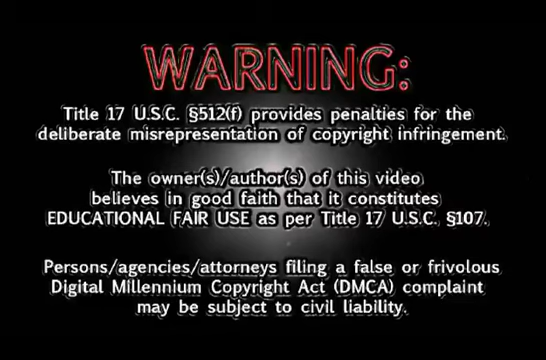 WARNING:
Title 17 U.S.C. §512(f) provides penalties for the
deliberate misrepresentation of copyright infringement.
The owner(s)/author(s) of this video
believes in good faith that it constitutes
EDUCATIONAL FAIR USE as per Title 17 U.S.C. §107.
Persons/agencies/attorneys filing a false or frivolous
Digital Millennium Copyright Act (DMCA) complaint
may be subject to civil liability.